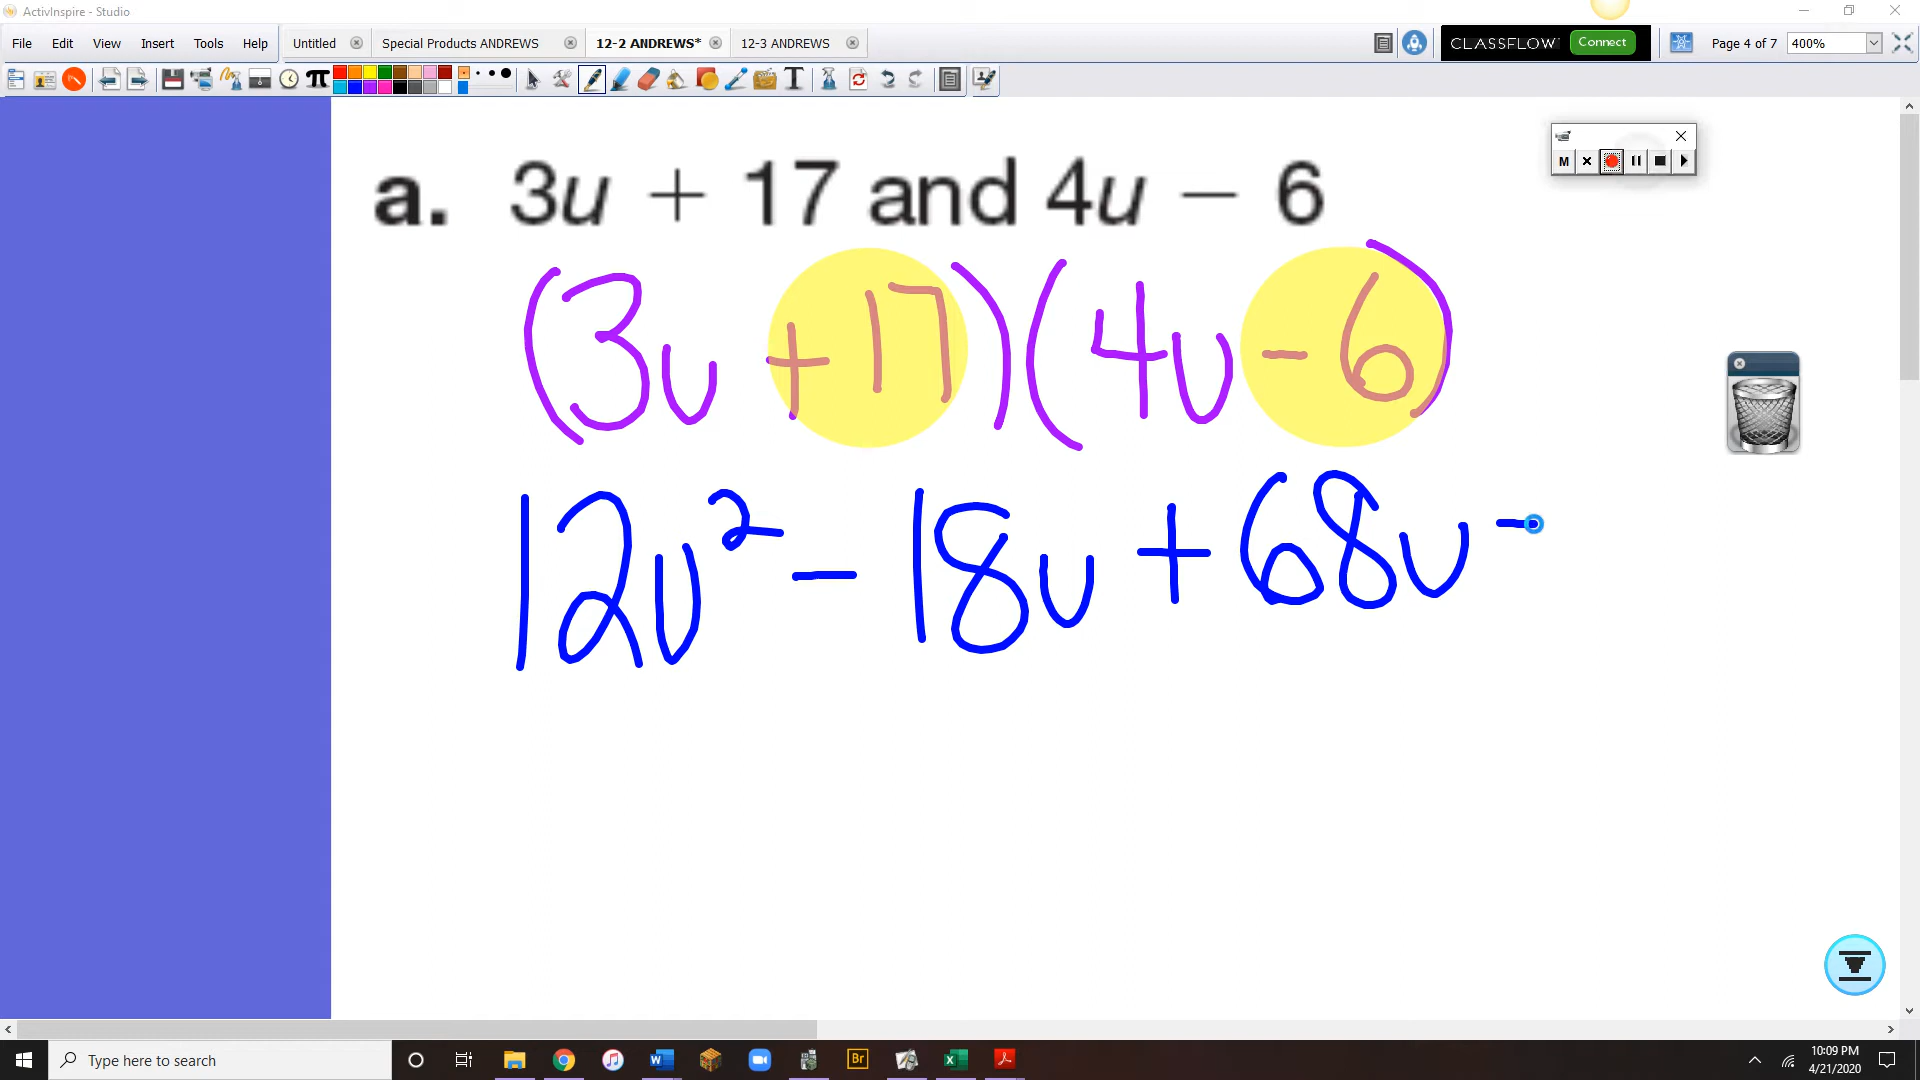 ActivInspire - Studio
File Edit View Insert Tools Help Untitled Special Products ANDREWS 12-2 ANDREWS* 12-3 ANDREWS CLASSFLOW Connect Page 4 of 7 400%
M
a. 3u + 17 and 4u − 6
(3u +17)(4u - 6)
12u² - 18u + 68u -
Type here to search Br 10:09 PM
4/21/2020